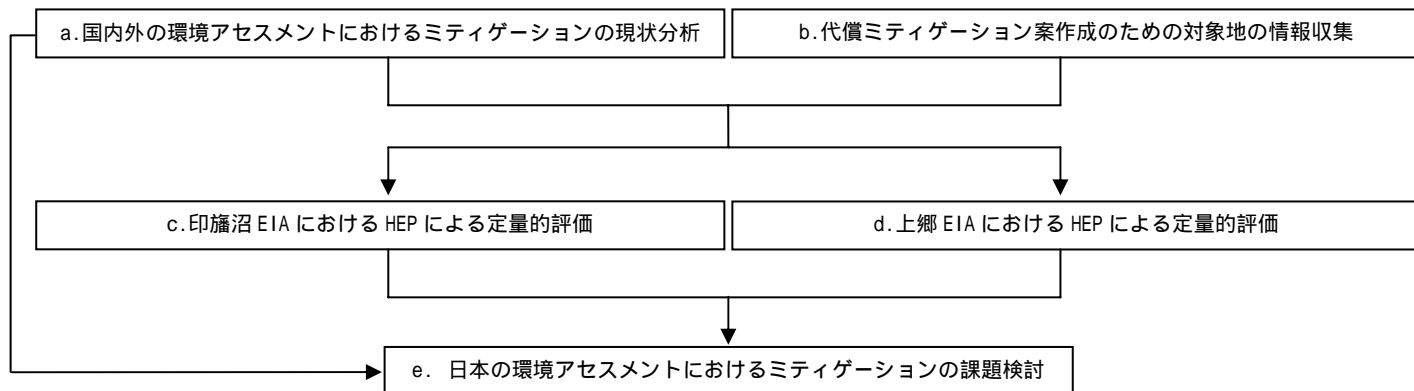 a.国内外の環境アセスメントにおけるミティゲーションの現状分析
b.代償ミティゲーション案作成のための対象地の情報収集
c.印旛沼 EIA における HEP による定量的評価
d.上郷 EIA における HEP による定量的評価
e. 日本の環境アセスメントにおけるミティゲーションの課題検討